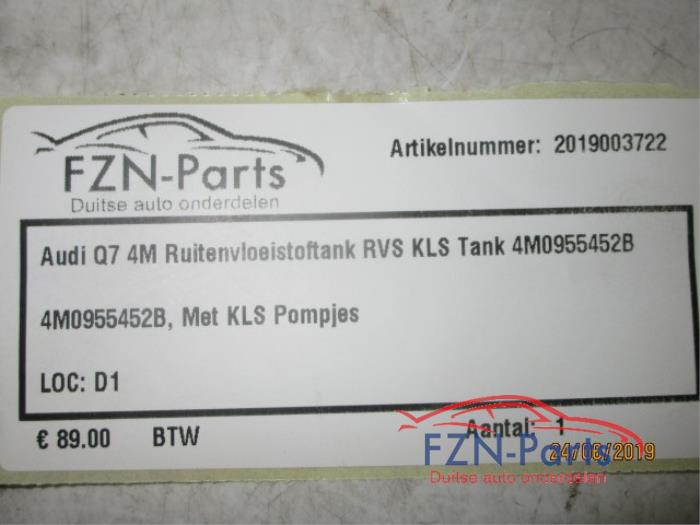 FZN-Parts
Duitse auto onderdelen
Artikelnummer: 2019003722
Audi Q7 4M Ruitenvloeistoftank RVS KLS Tank 4M0955452B
4M0955452B, Met KLS Pompjes
LOC: D1
€ 89.00 BTW
Aantal: 1
24/06/2019
FZN-Parts
Duitse auto onderdelen